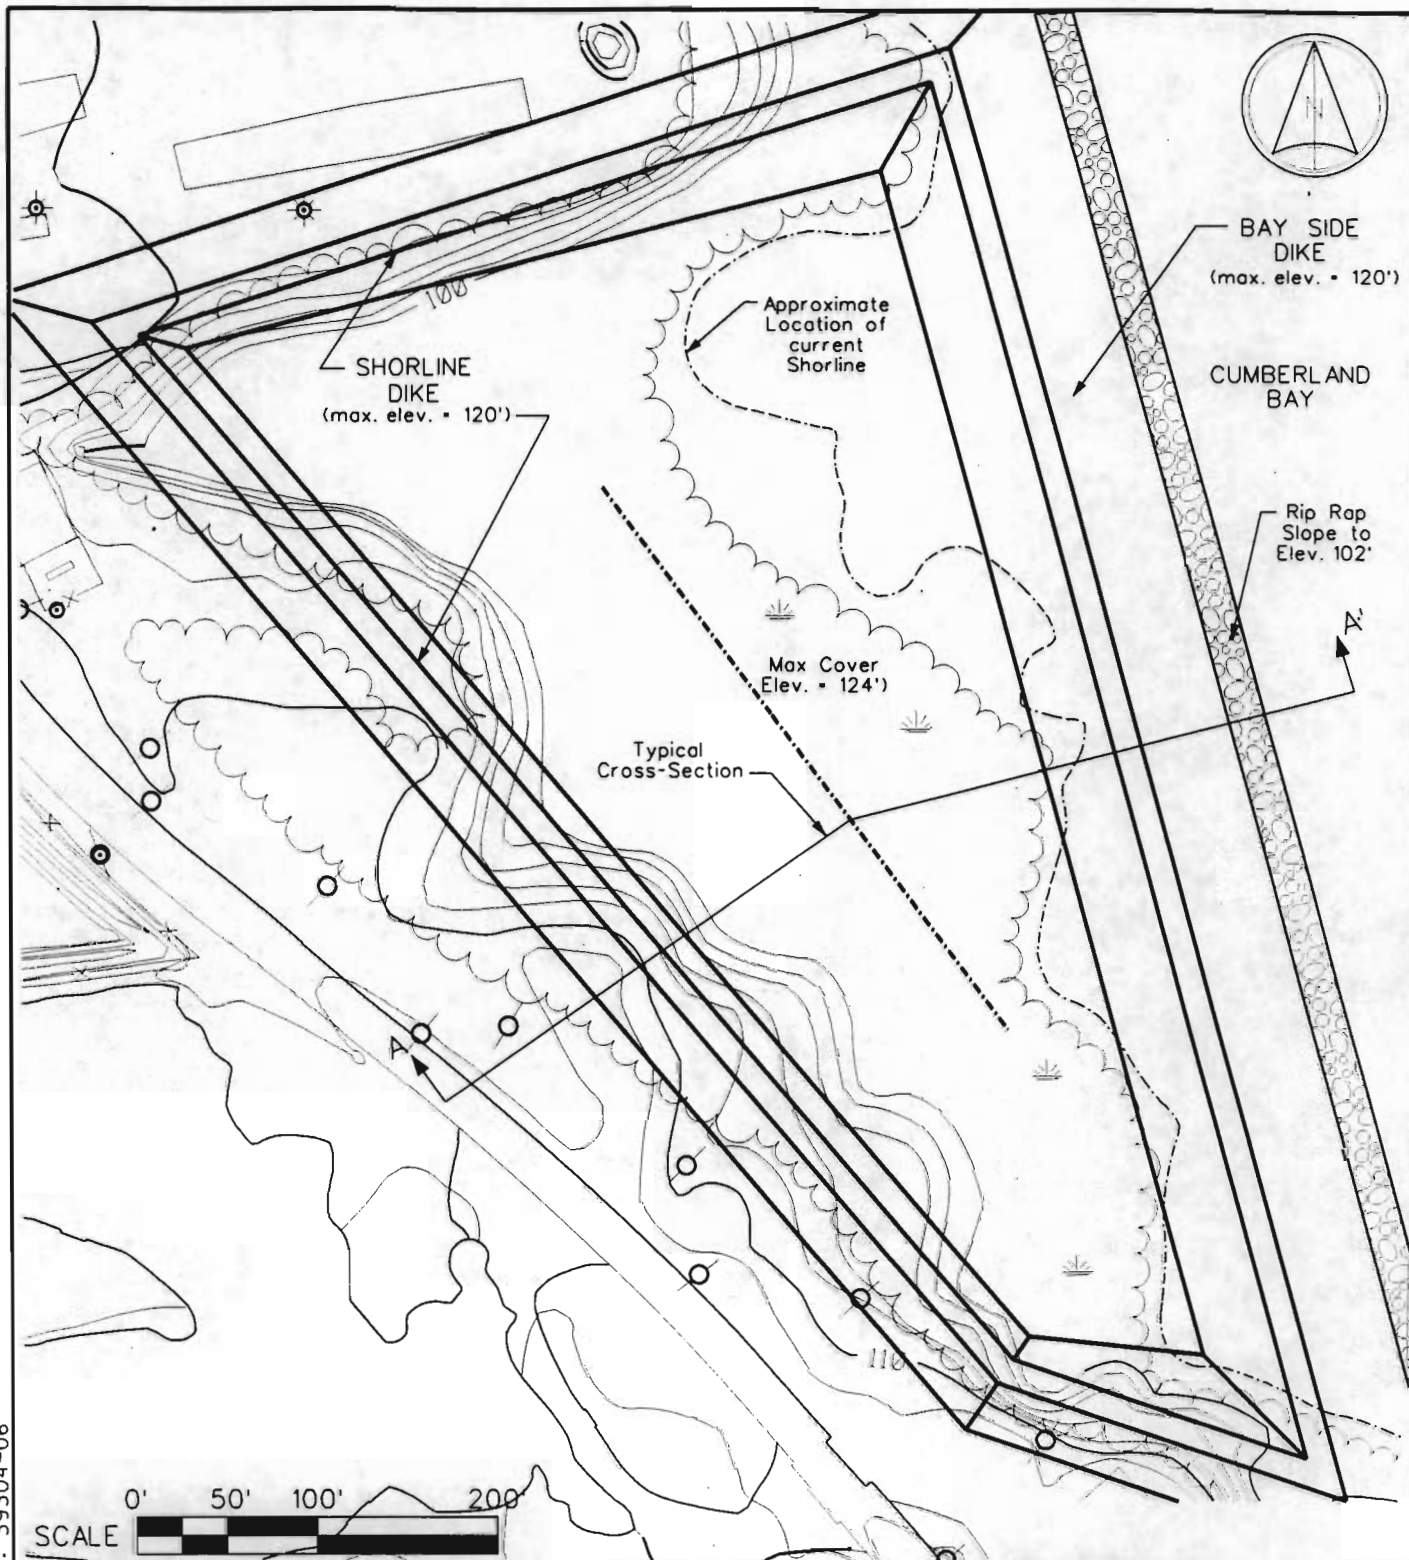 N
BAY SIDE
DIKE
(max. elev. = 120')
100
Approximate
Location of
current
Shorline
SHORLINE
DIKE
(max. elev. = 120')
CUMBERLAND
BAY
Rip Rap
Slope to
Elev. 102'
A'
Max Cover
Elev. = 124')
Typical
Cross-Section
A
110
0' 50' 100' 200'
SCALE